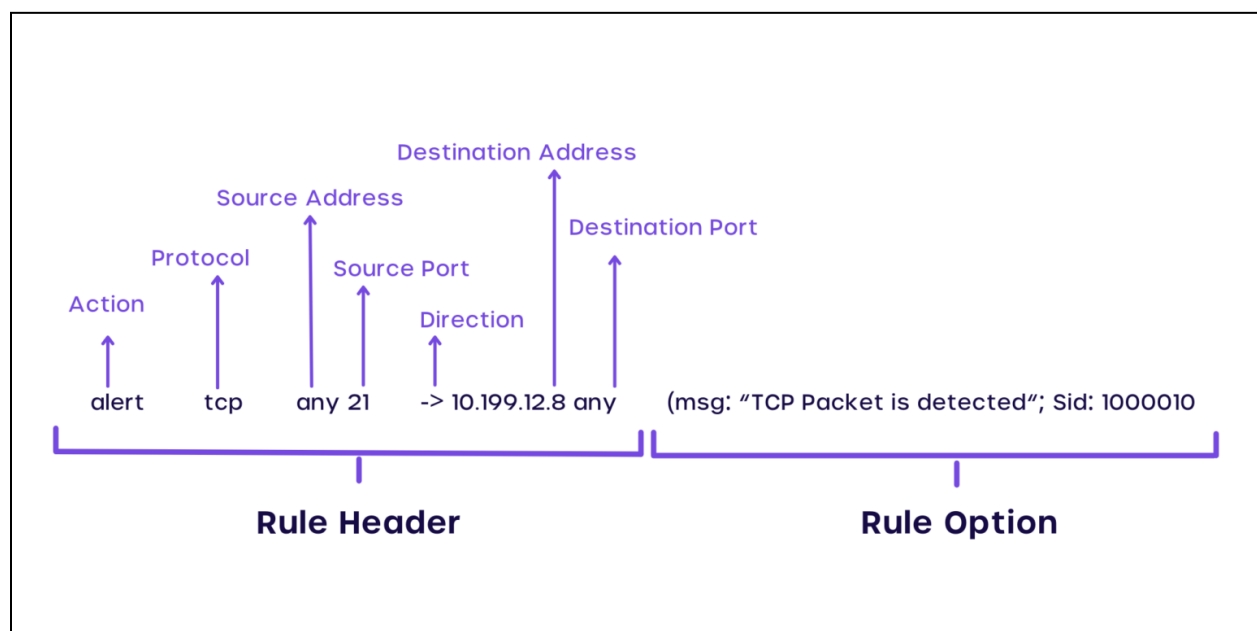 Destination Address
Source Address
Destination Port
Protocol
Source Port
Action
Direction
alert tcp any 21 -> 10.199.12.8 any (msg: “TCP Packet is detected“; Sid: 1000010
Rule Header Rule Option